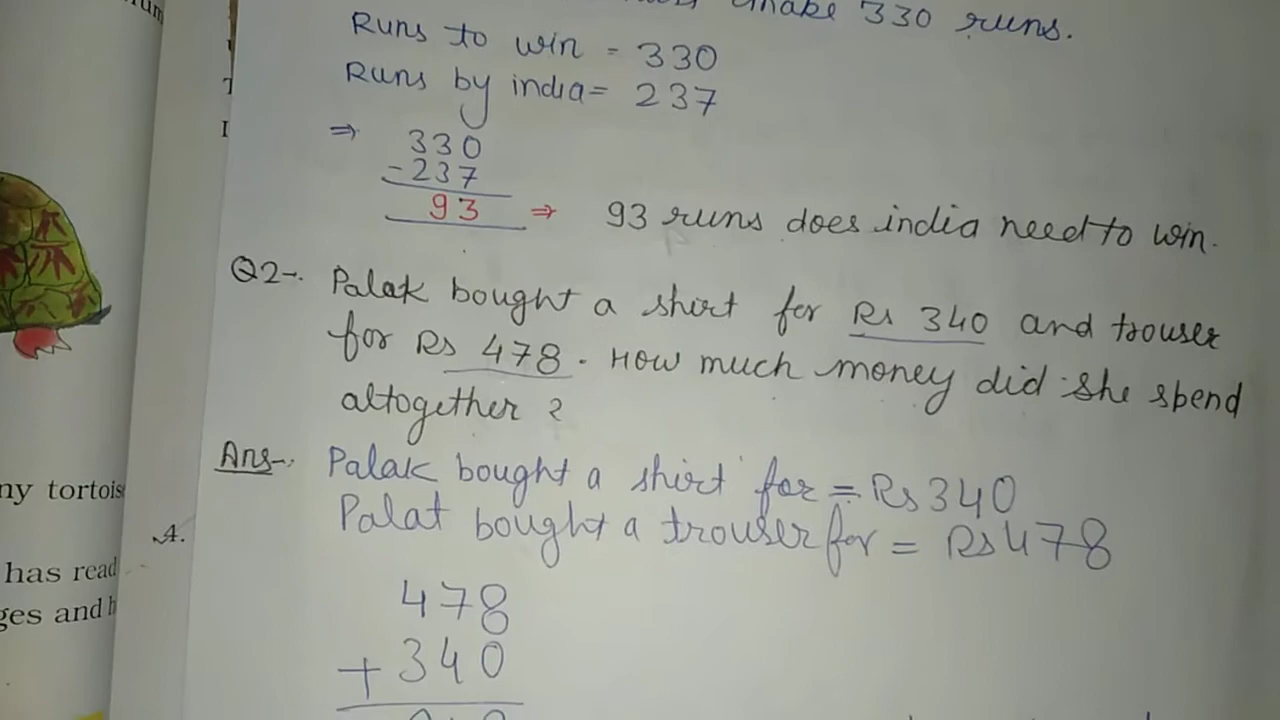 make 330 runs.
Runs to win = 330
Runs by india = 237
⇒ 330
- 237
93 ⇒ 93 runs does india need to win.
Q2-. Palak bought a shirt for Rs 340 and trouser
for Rs 478. How much money did she spend
altogether ?
Ans-. Palak bought a shirt for = Rs 340
Palat bought a trouser for = Rs 478
478
+ 340
ny tortois
A.
has read
ges and h